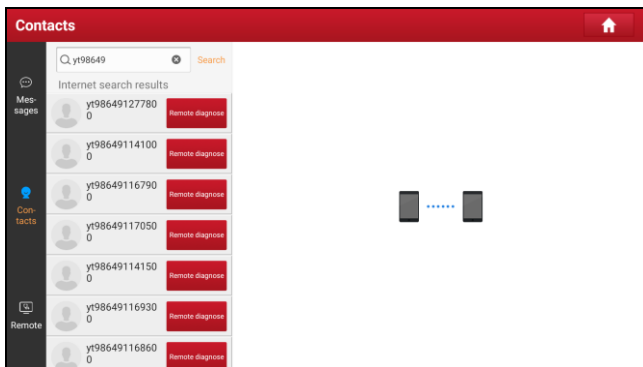 Contacts
yt98649
Search
Internet search results
Mes-
sages
yt98649127780
0
Remote diagnose
yt98649114100
0
Remote diagnose
yt98649116790
0
Remote diagnose
Con-
tacts
yt98649117050
0
Remote diagnose
yt98649114150
0
Remote diagnose
yt98649116930
0
Remote diagnose
Remote
yt98649116860
0
Remote diagnose